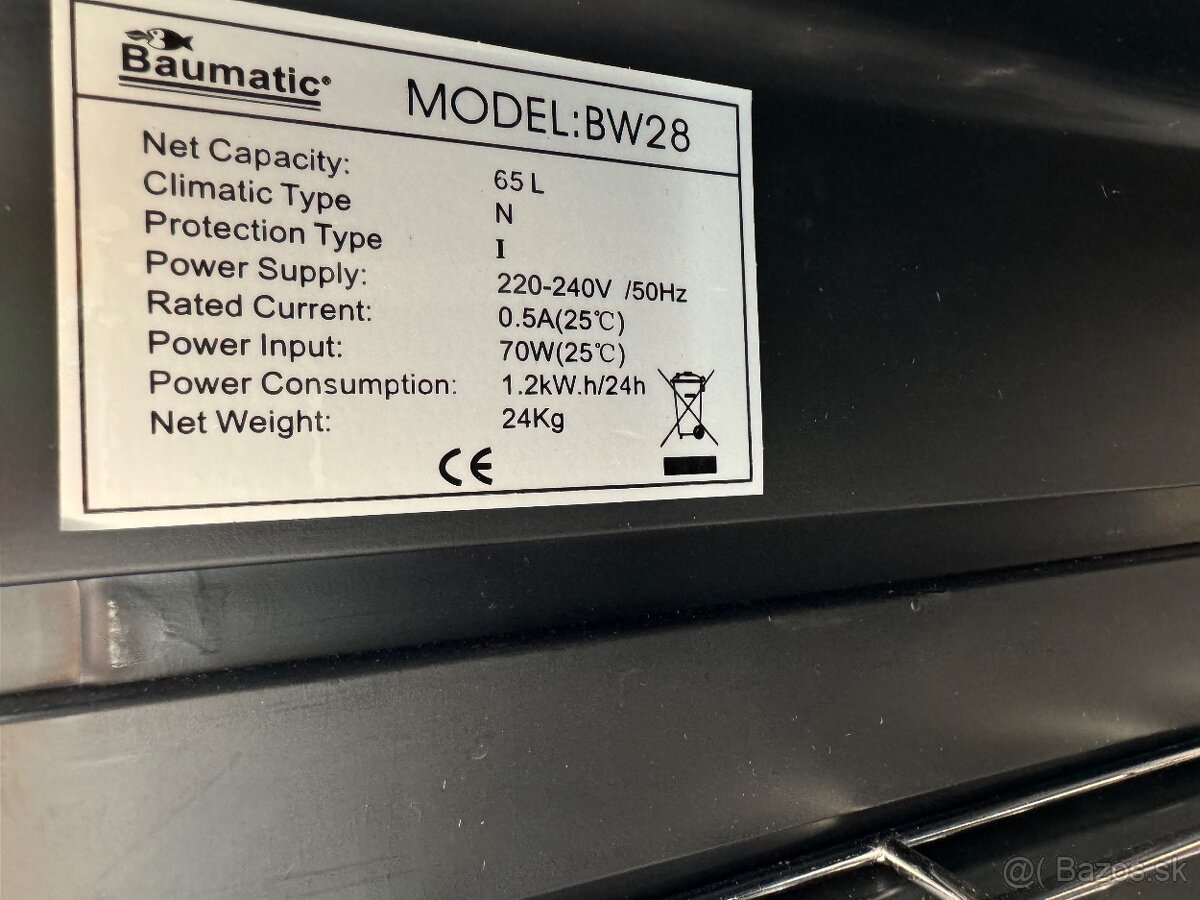 Baumatic® MODEL:BW28
Net Capacity: 65 L
Climatic Type N
Protection Type I
Power Supply: 220-240V /50Hz
Rated Current: 0.5A(25℃)
Power Input: 70W(25℃)
Power Consumption: 1.2kW.h/24h
Net Weight: 24Kg
CE
@( Bazos.sk